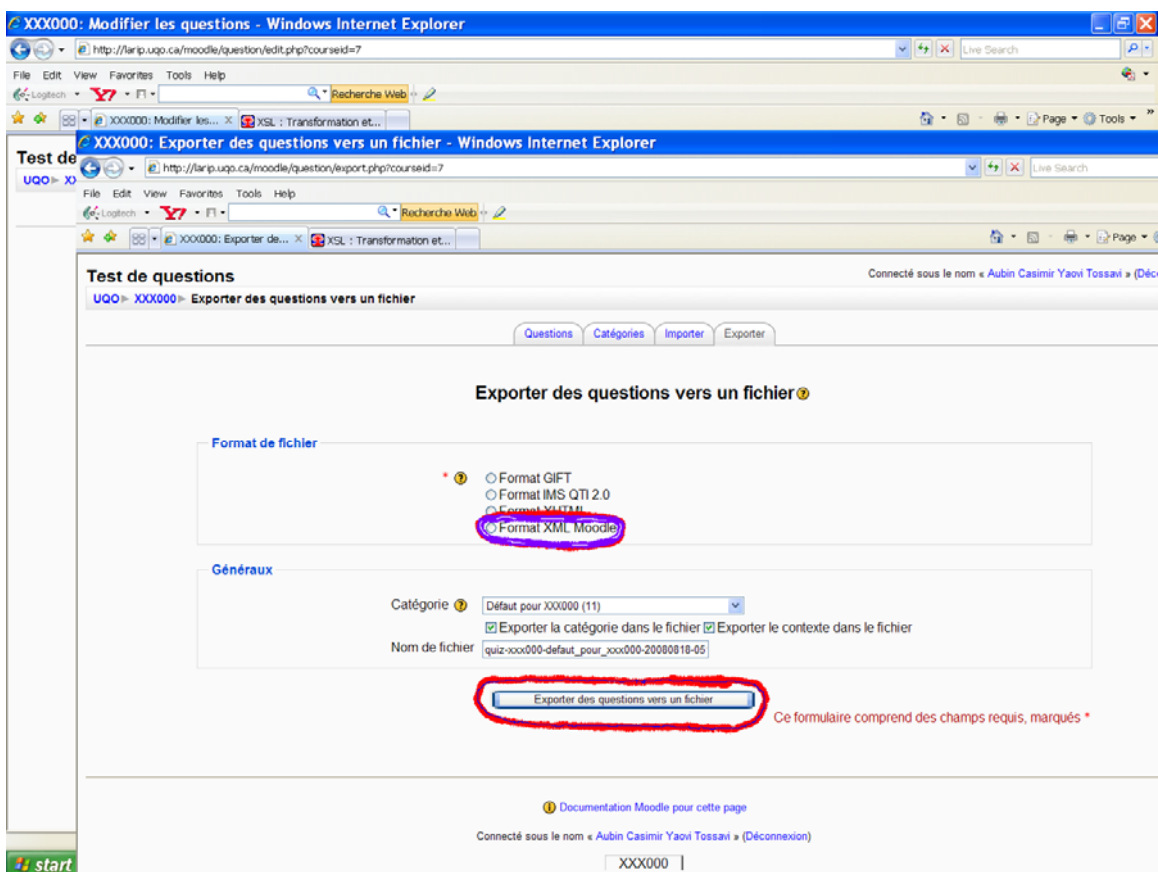 XXX000: Modifier les questions - Windows Internet Explorer
http://larip.uqo.ca/moodle/question/edit.php?courseid=7
Live Search
File Edit View Favorites Tools Help
Logitech Y7 Recherche Web
XXX000: Modifier les... XSL : Transformation et... Page Tools »
Test de
UQO
XXX000: Exporter des questions vers un fichier - Windows Internet Explorer
http://larip.uqo.ca/moodle/question/export.php?courseid=7
Live Search
File Edit View Favorites Tools Help
Logitech Y7 Recherche Web
XXX000: Exporter de... XSL : Transformation et... Page
Test de questions
Connecté sous le nom « Aubin Casimir Yaovi Tossavi » (Déc
UQO ► XXX000 ► Exporter des questions vers un fichier
Questions Catégories Importer Exporter
Exporter des questions vers un fichier
Format de fichier
* Format GIFT
Format IMS QTI 2.0
Format XHTML
Format XML Moodle
Généraux
Catégorie Défaut pour XXX000 (11)
Exporter la catégorie dans le fichier Exporter le contexte dans le fichier
Nom de fichier quiz-xxx000-defaut_pour_xxx000-20080818-05
Exporter des questions vers un fichier
Ce formulaire comprend des champs requis, marqués *
Documentation Moodle pour cette page
Connecté sous le nom « Aubin Casimir Yaovi Tossavi » (Déconnexion)
XXX000
start